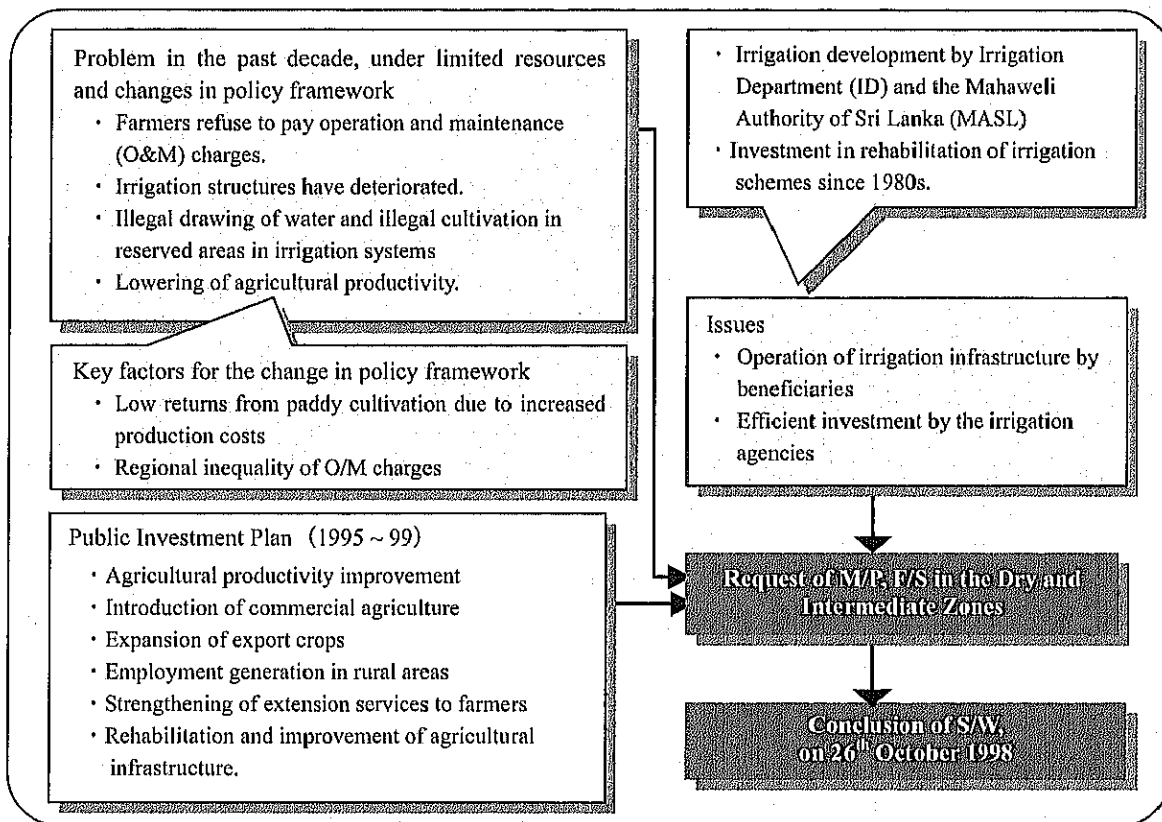 Problem in the past decade, under limited resources
and changes in policy framework
・ Farmers refuse to pay operation and maintenance
(O&M) charges.
・ Irrigation structures have deteriorated.
・ Illegal drawing of water and illegal cultivation in
reserved areas in irrigation systems
・ Lowering of agricultural productivity.
Key factors for the change in policy framework
・ Low returns from paddy cultivation due to increased
production costs
・ Regional inequality of O/M charges
Public Investment Plan (1995 ~ 99)
・ Agricultural productivity improvement
・ Introduction of commercial agriculture
・ Expansion of export crops
・ Employment generation in rural areas
・ Strengthening of extension services to farmers
・ Rehabilitation and improvement of agricultural
infrastructure.
・ Irrigation development by Irrigation
Department (ID) and the Mahaweli
Authority of Sri Lanka (MASL)
・ Investment in rehabilitation of irrigation
schemes since 1980s.
Issues
・ Operation of irrigation infrastructure by
beneficiaries
・ Efficient investment by the irrigation
agencies
Request of M/P, F/S in the Dry and
Intermediate Zones
Conclusion of S/W,
on 26th October 1998